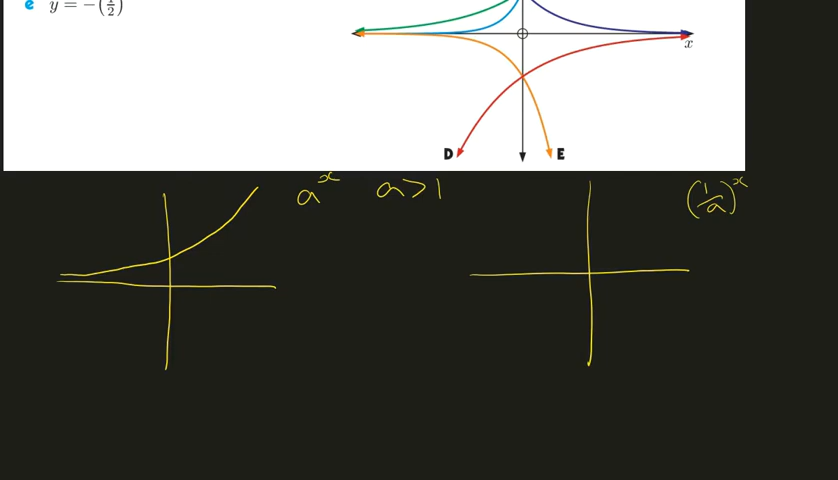 e y = −(1/2)
x
D
E
a^x a > 1
(1/a)^x